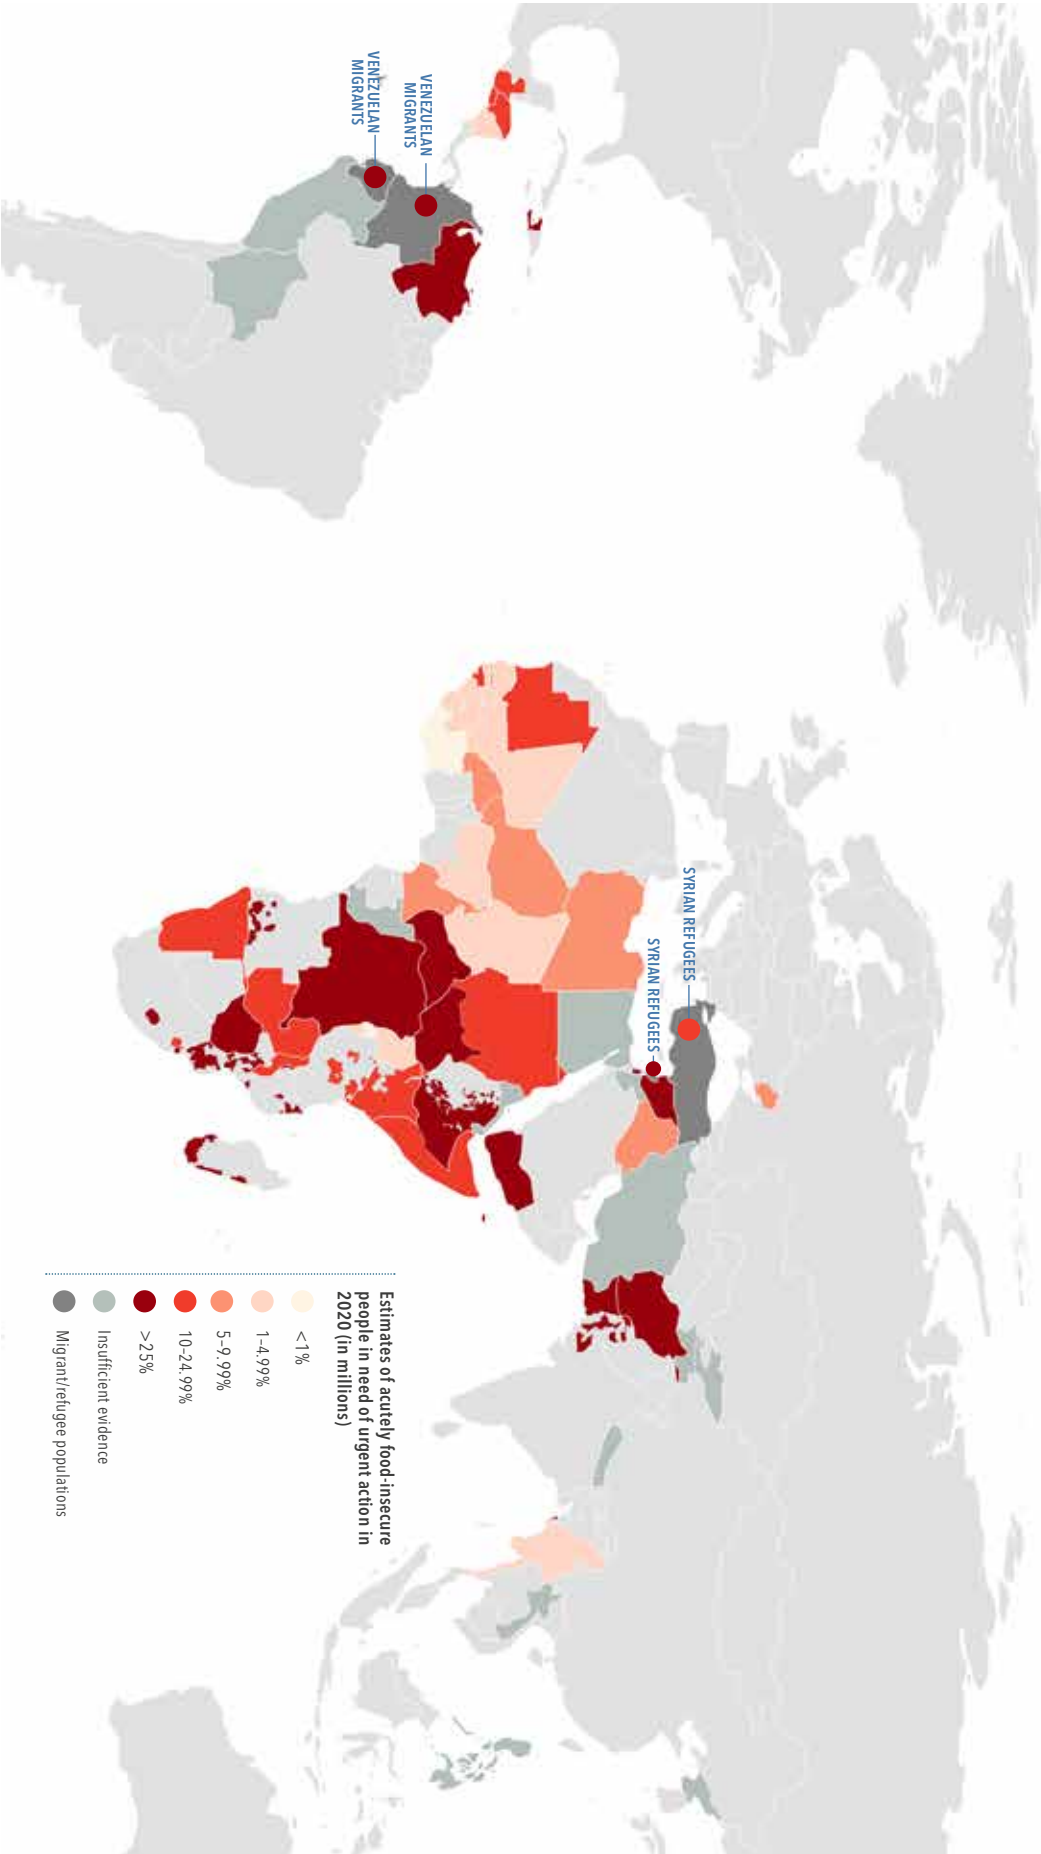 VENEZUELAN
MIGRANTS
VENEZUELAN
MIGRANTS
SYRIAN REFUGEES
SYRIAN REFUGEES
Estimates of acutely food-insecure
people in need of urgent action in
2020 (in millions)
<1%
1–4.99%
5–9.99%
10–24.99%
>25%
Insufficient evidence
Migrant/refugee populations